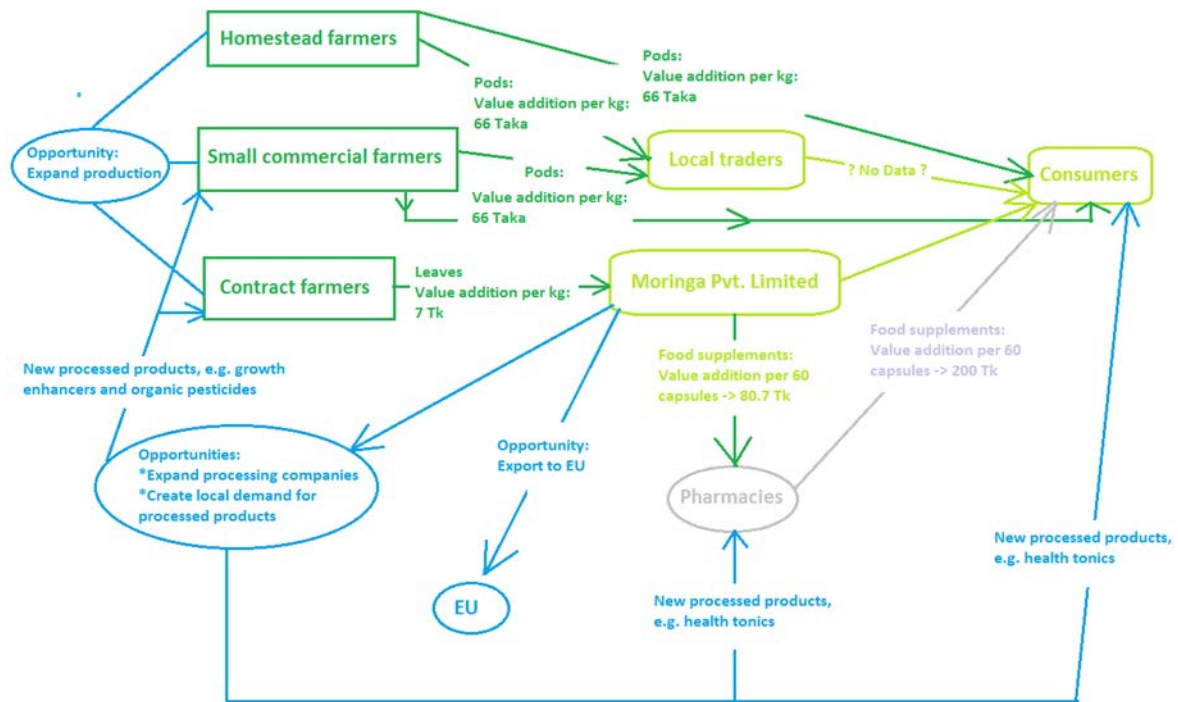 Homestead farmers
Pods:
Value addition per kg:
66 Taka
Pods:
Value addition per kg:
66 Taka
Opportunity:
Expand production
Small commercial farmers
Local traders
? No Data ?
Consumers
Pods:
Value addition per kg:
66 Taka
Contract farmers
Leaves
Value addition per kg:
7 Tk
Moringa Pvt. Limited
New processed products, e.g. growth
enhancers and organic pesticides
Food supplements:
Value addition per 60
capsules -> 80.7 Tk
Food supplements:
Value addition per 60
capsules -> 200 Tk
Opportunities:
*Expand processing companies
*Create local demand for
processed products
Opportunity:
Export to EU
Pharmacies
EU
New processed products,
e.g. health tonics
New processed products,
e.g. health tonics